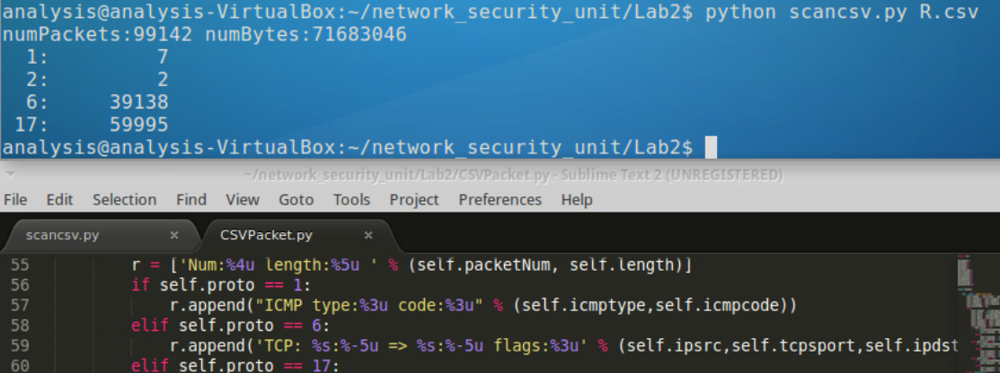 analysis@analysis-VirtualBox:~/network_security_unit/Lab2$ python scancsv.py R.csv
numPackets:99142 numBytes:71683046
1: 7
2: 2
6: 39138
17: 59995
analysis@analysis-VirtualBox:~/network_security_unit/Lab2$
~/network_security_unit/Lab2/CSVPacket.py - Sublime Text 2 (UNREGISTERED)
File Edit Selection Find View Goto Tools Project Preferences Help
scancsv.py × CSVPacket.py ×
55 r = ['Num:%4u length:%5u ' % (self.packetNum, self.length)]
56 if self.proto == 1:
57 r.append("ICMP type:%3u code:%3u" % (self.icmptype,self.icmpcode))
58 elif self.proto == 6:
59 r.append('TCP: %s:%-5u => %s:%-5u flags:%3u' % (self.ipsrc,self.tcpsport,self.ipdst
60 elif self.proto == 17: